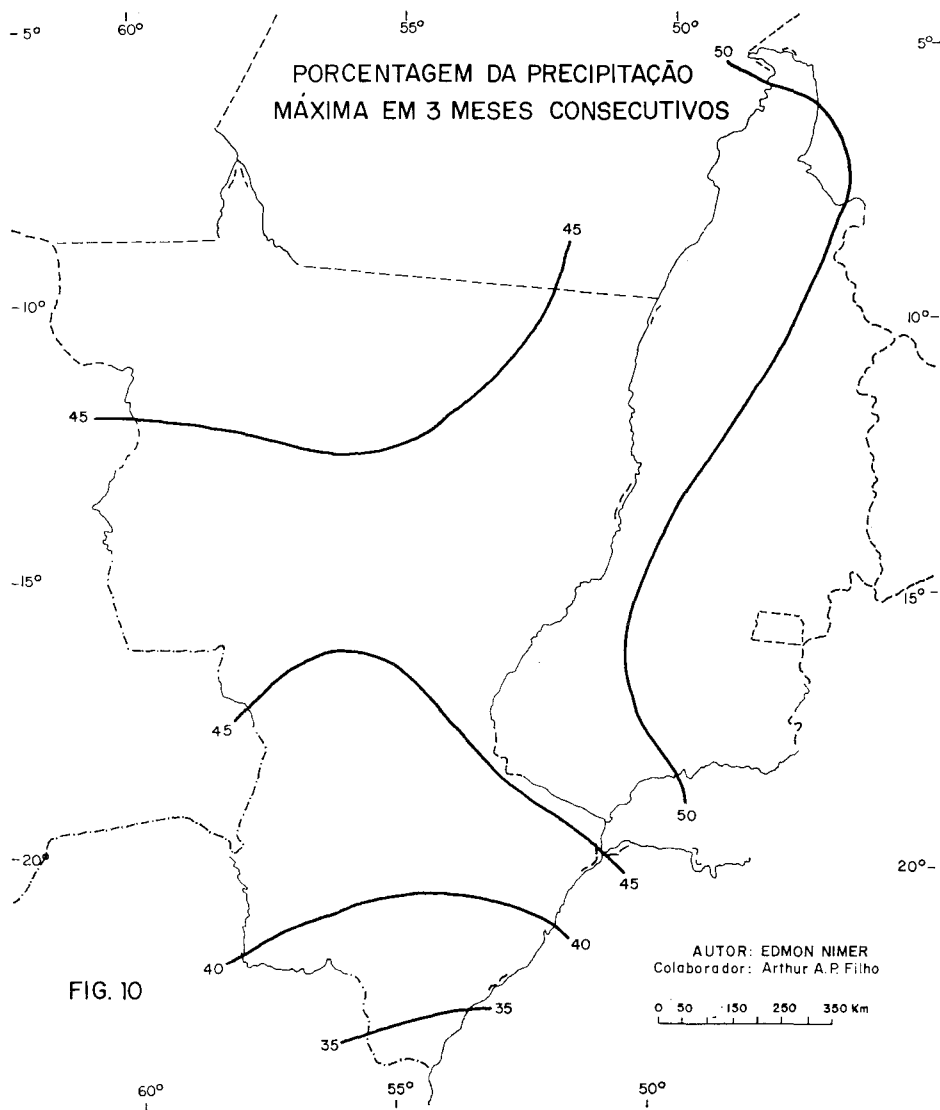 -5° 60° 55° 50° 5°-
50
PORCENTAGEM DA PRECIPITAÇÃO
MÁXIMA EM 3 MESES CONSECUTIVOS
45
-10° 10°-
45
-15° 15°-
45
50
-20° 20°-
45
40 40
AUTOR: EDMON NIMER
Colaborador: Arthur A.P. Filho
FIG. 10
0 50 150 250 350 Km
35
35
60° 55° 50°